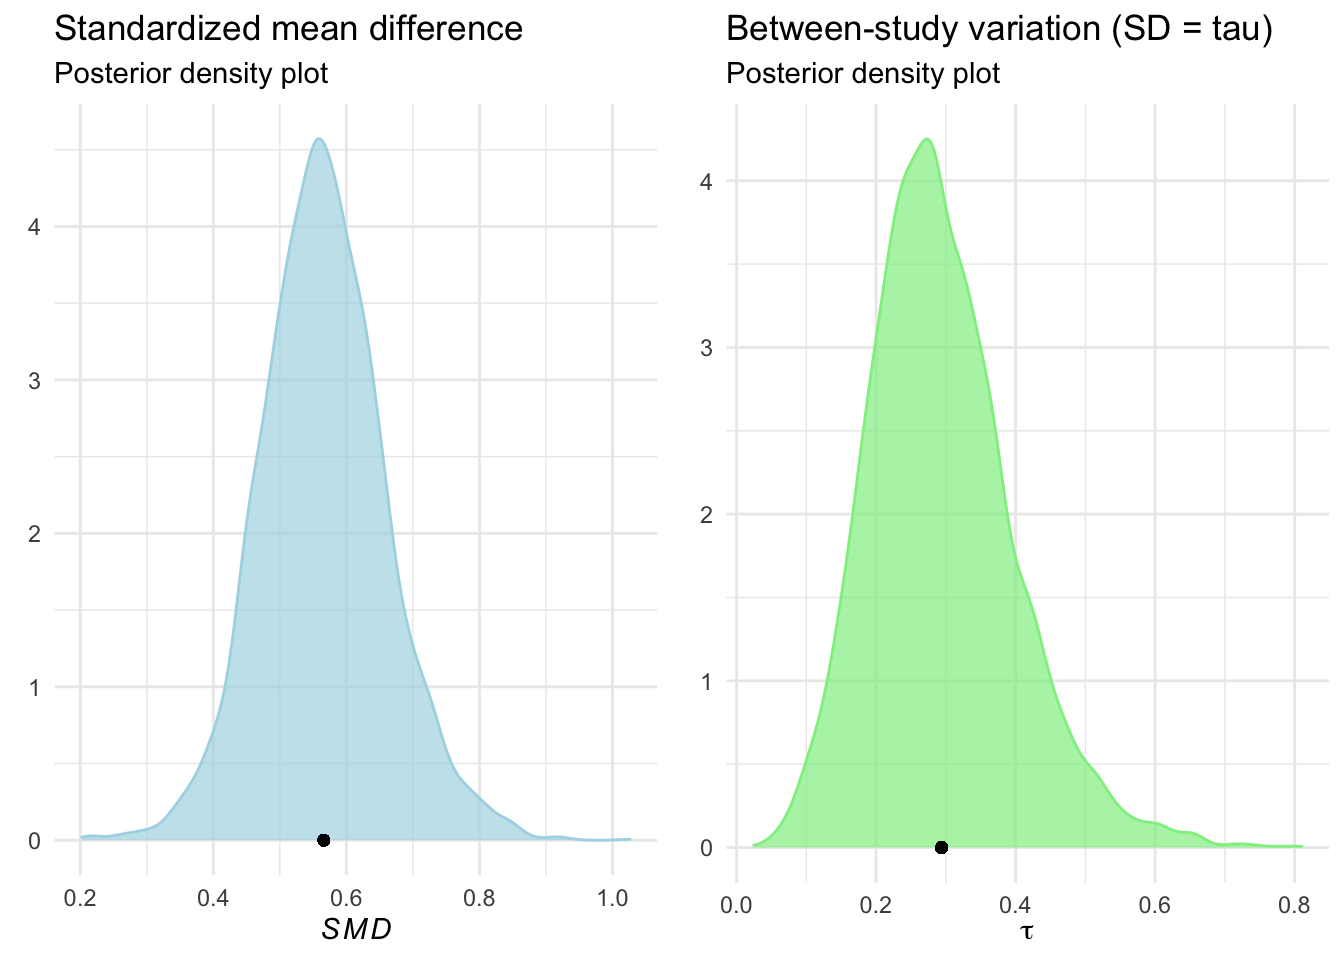 Standardized mean difference
Posterior density plot
4
3
2
1
0
0.2 0.4 0.6 0.8 1.0
SMD
Between-study variation (SD = tau)
Posterior density plot
4
3
2
1
0
0.0 0.2 0.4 0.6 0.8
τ